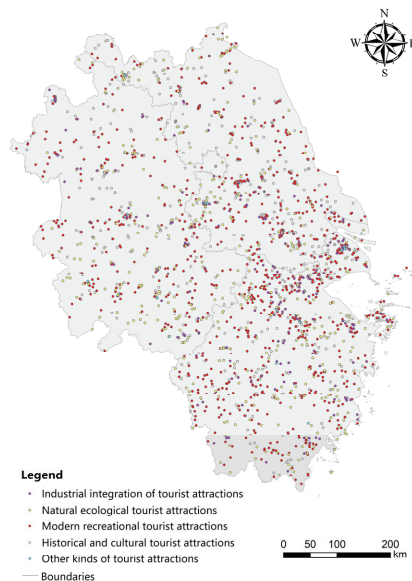 N
W
E
S
Legend
Industrial integration of tourist attractions
Natural ecological tourist attractions
Modern recreational tourist attractions
Historical and cultural tourist attractions
Other kinds of tourist attractions
Boundaries
0 50 100 200
km